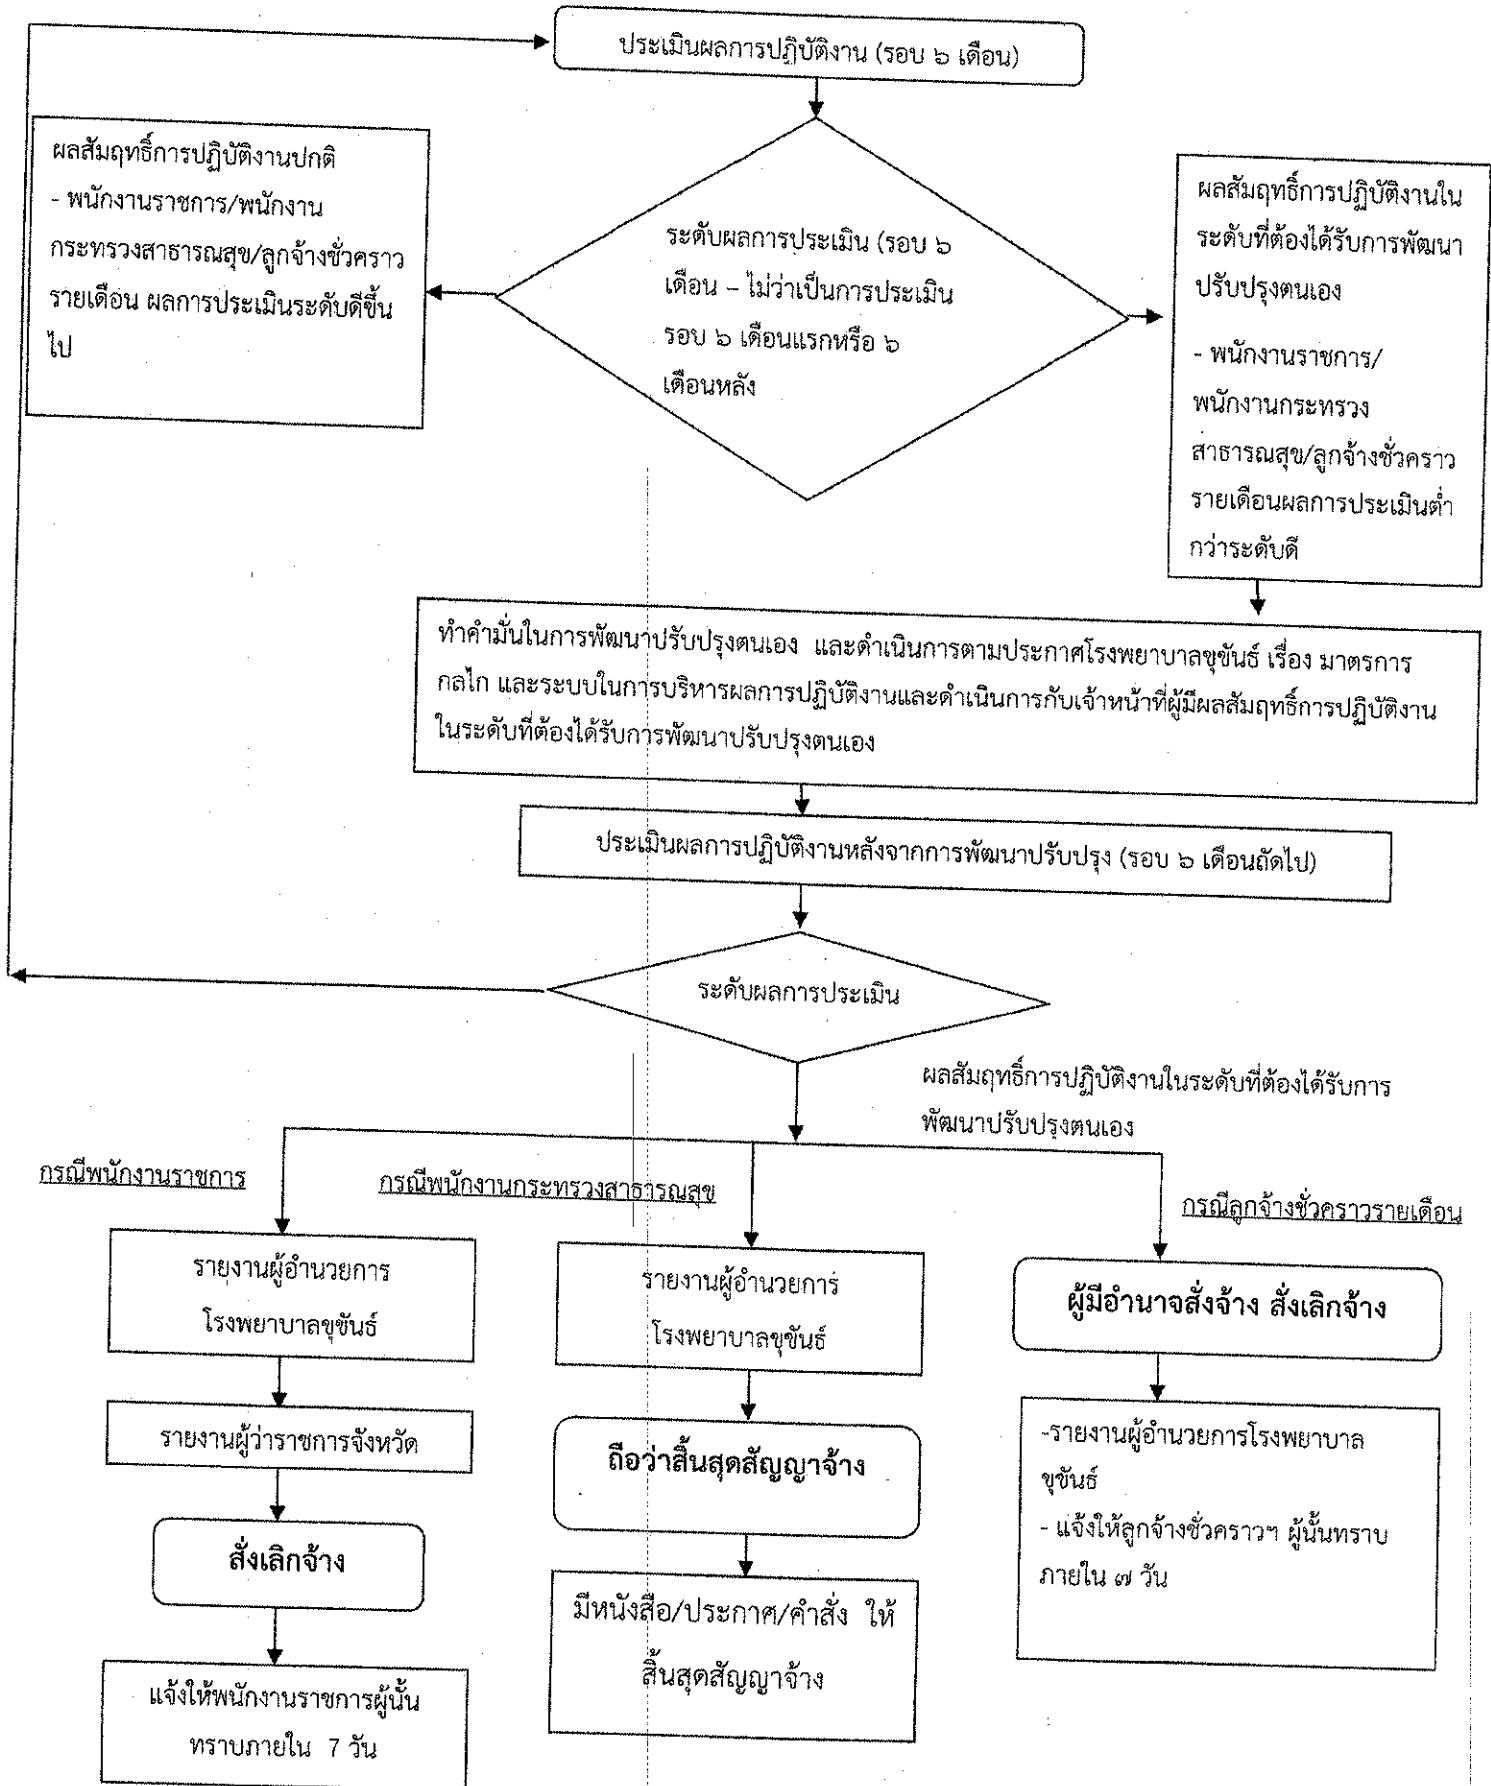 ประเมินผลการปฏิบัติงาน (รอบ ๖ เดือน)
ผลสัมฤทธิ์การปฏิบัติงานปกติ
- พนักงานราชการ/พนักงาน
กระทรวงสาธารณสุข/ลูกจ้างชั่วคราว
รายเดือน ผลการประเมินระดับดีขึ้น
ไป
ระดับผลการประเมิน (รอบ ๖
เดือน – ไม่ว่าเป็นการประเมิน
รอบ ๖ เดือนแรกหรือ ๖
เดือนหลัง
ผลสัมฤทธิ์การปฏิบัติงานใน
ระดับที่ต้องได้รับการพัฒนา
ปรับปรุงตนเอง
- พนักงานราชการ/
พนักงานกระทรวง
สาธารณสุข/ลูกจ้างชั่วคราว
รายเดือนผลการประเมินต่ำ
กว่าระดับดี
ทำคำมั่นในการพัฒนาปรับปรุงตนเอง และดำเนินการตามประกาศโรงพยาบาลขุขันธ์ เรื่อง มาตรการ
กลไก และระบบในการบริหารผลการปฏิบัติงานและดำเนินการกับเจ้าหน้าที่ผู้มีผลสัมฤทธิ์การปฏิบัติงาน
ในระดับที่ต้องได้รับการพัฒนาปรับปรุงตนเอง
ประเมินผลการปฏิบัติงานหลังจากการพัฒนาปรับปรุง (รอบ ๖ เดือนถัดไป)
ระดับผลการประเมิน
ผลสัมฤทธิ์การปฏิบัติงานในระดับที่ต้องได้รับการ
พัฒนาปรับปรุงตนเอง
กรณีพนักงานราชการ
รายงานผู้อำนวยการ
โรงพยาบาลขุขันธ์
รายงานผู้ว่าราชการจังหวัด
สั่งเลิกจ้าง
แจ้งให้พนักงานราชการผู้นั้น
ทราบภายใน 7 วัน
กรณีพนักงานกระทรวงสาธารณสุข
รายงานผู้อำนวยการ
โรงพยาบาลขุขันธ์
ถือว่าสิ้นสุดสัญญาจ้าง
มีหนังสือ/ประกาศ/คำสั่ง ให้
สิ้นสุดสัญญาจ้าง
กรณีลูกจ้างชั่วคราวรายเดือน
ผู้มีอำนาจสั่งจ้าง สั่งเลิกจ้าง
-รายงานผู้อำนวยการโรงพยาบาล
ขุขันธ์
- แจ้งให้ลูกจ้างชั่วคราวฯ ผู้นั้นทราบ
ภายใน ๗ วัน